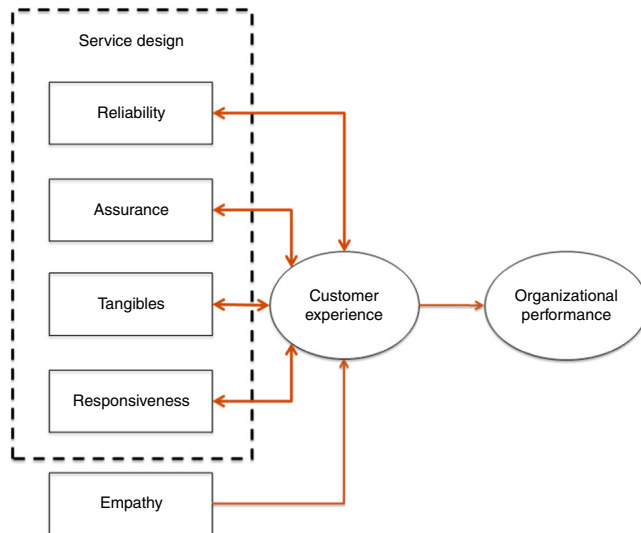 Service design
Reliability
Assurance
Tangibles
Responsiveness
Empathy
Customer
experience
Organizational
performance